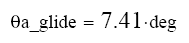 θa_glide = 7.41·deg